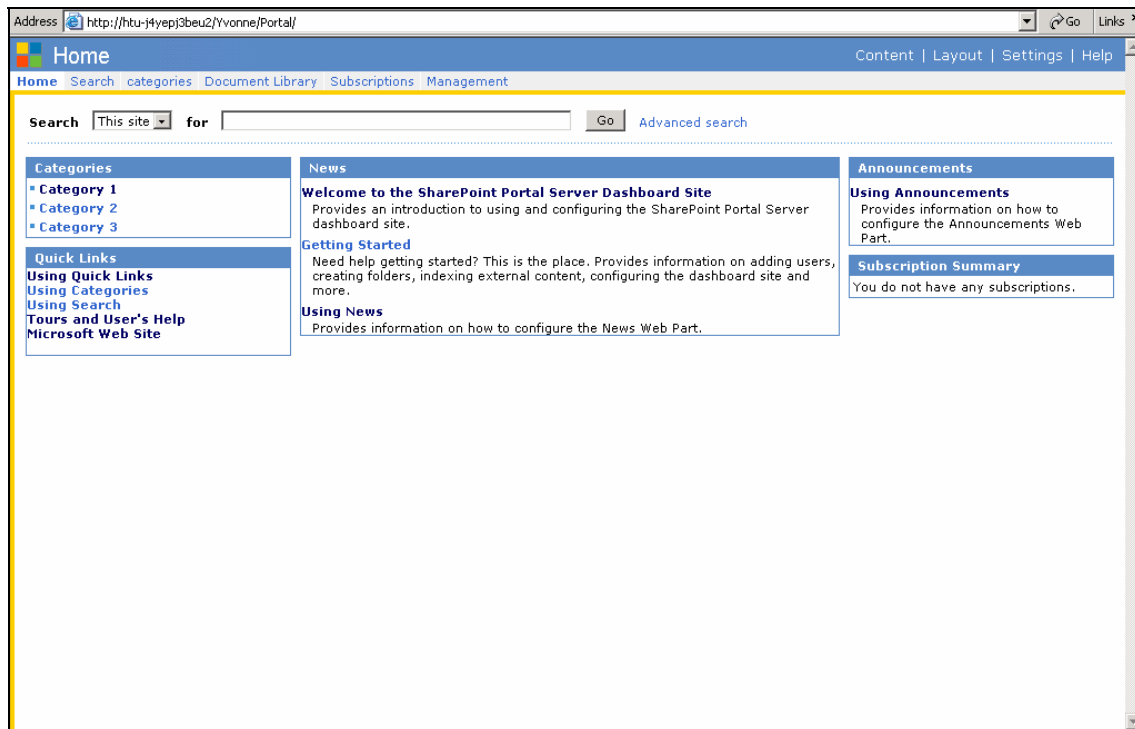 Address http://htu-j4yepj3beu2/Yvonne/Portal/ Go Links
Home Content | Layout | Settings | Help
Home Search categories Document Library Subscriptions Management
Search This site for Go Advanced search
Categories
Category 1
Category 2
Category 3
Quick Links
Using Quick Links
Using Categories
Using Search
Tours and User's Help
Microsoft Web Site
News
Welcome to the SharePoint Portal Server Dashboard Site
Provides an introduction to using and configuring the SharePoint Portal Server
dashboard site.
Getting Started
Need help getting started? This is the place. Provides information on adding users,
creating folders, indexing external content, configuring the dashboard site and
more.
Using News
Provides information on how to configure the News Web Part.
Announcements
Using Announcements
Provides information on how to
configure the Announcements Web
Part.
Subscription Summary
You do not have any subscriptions.